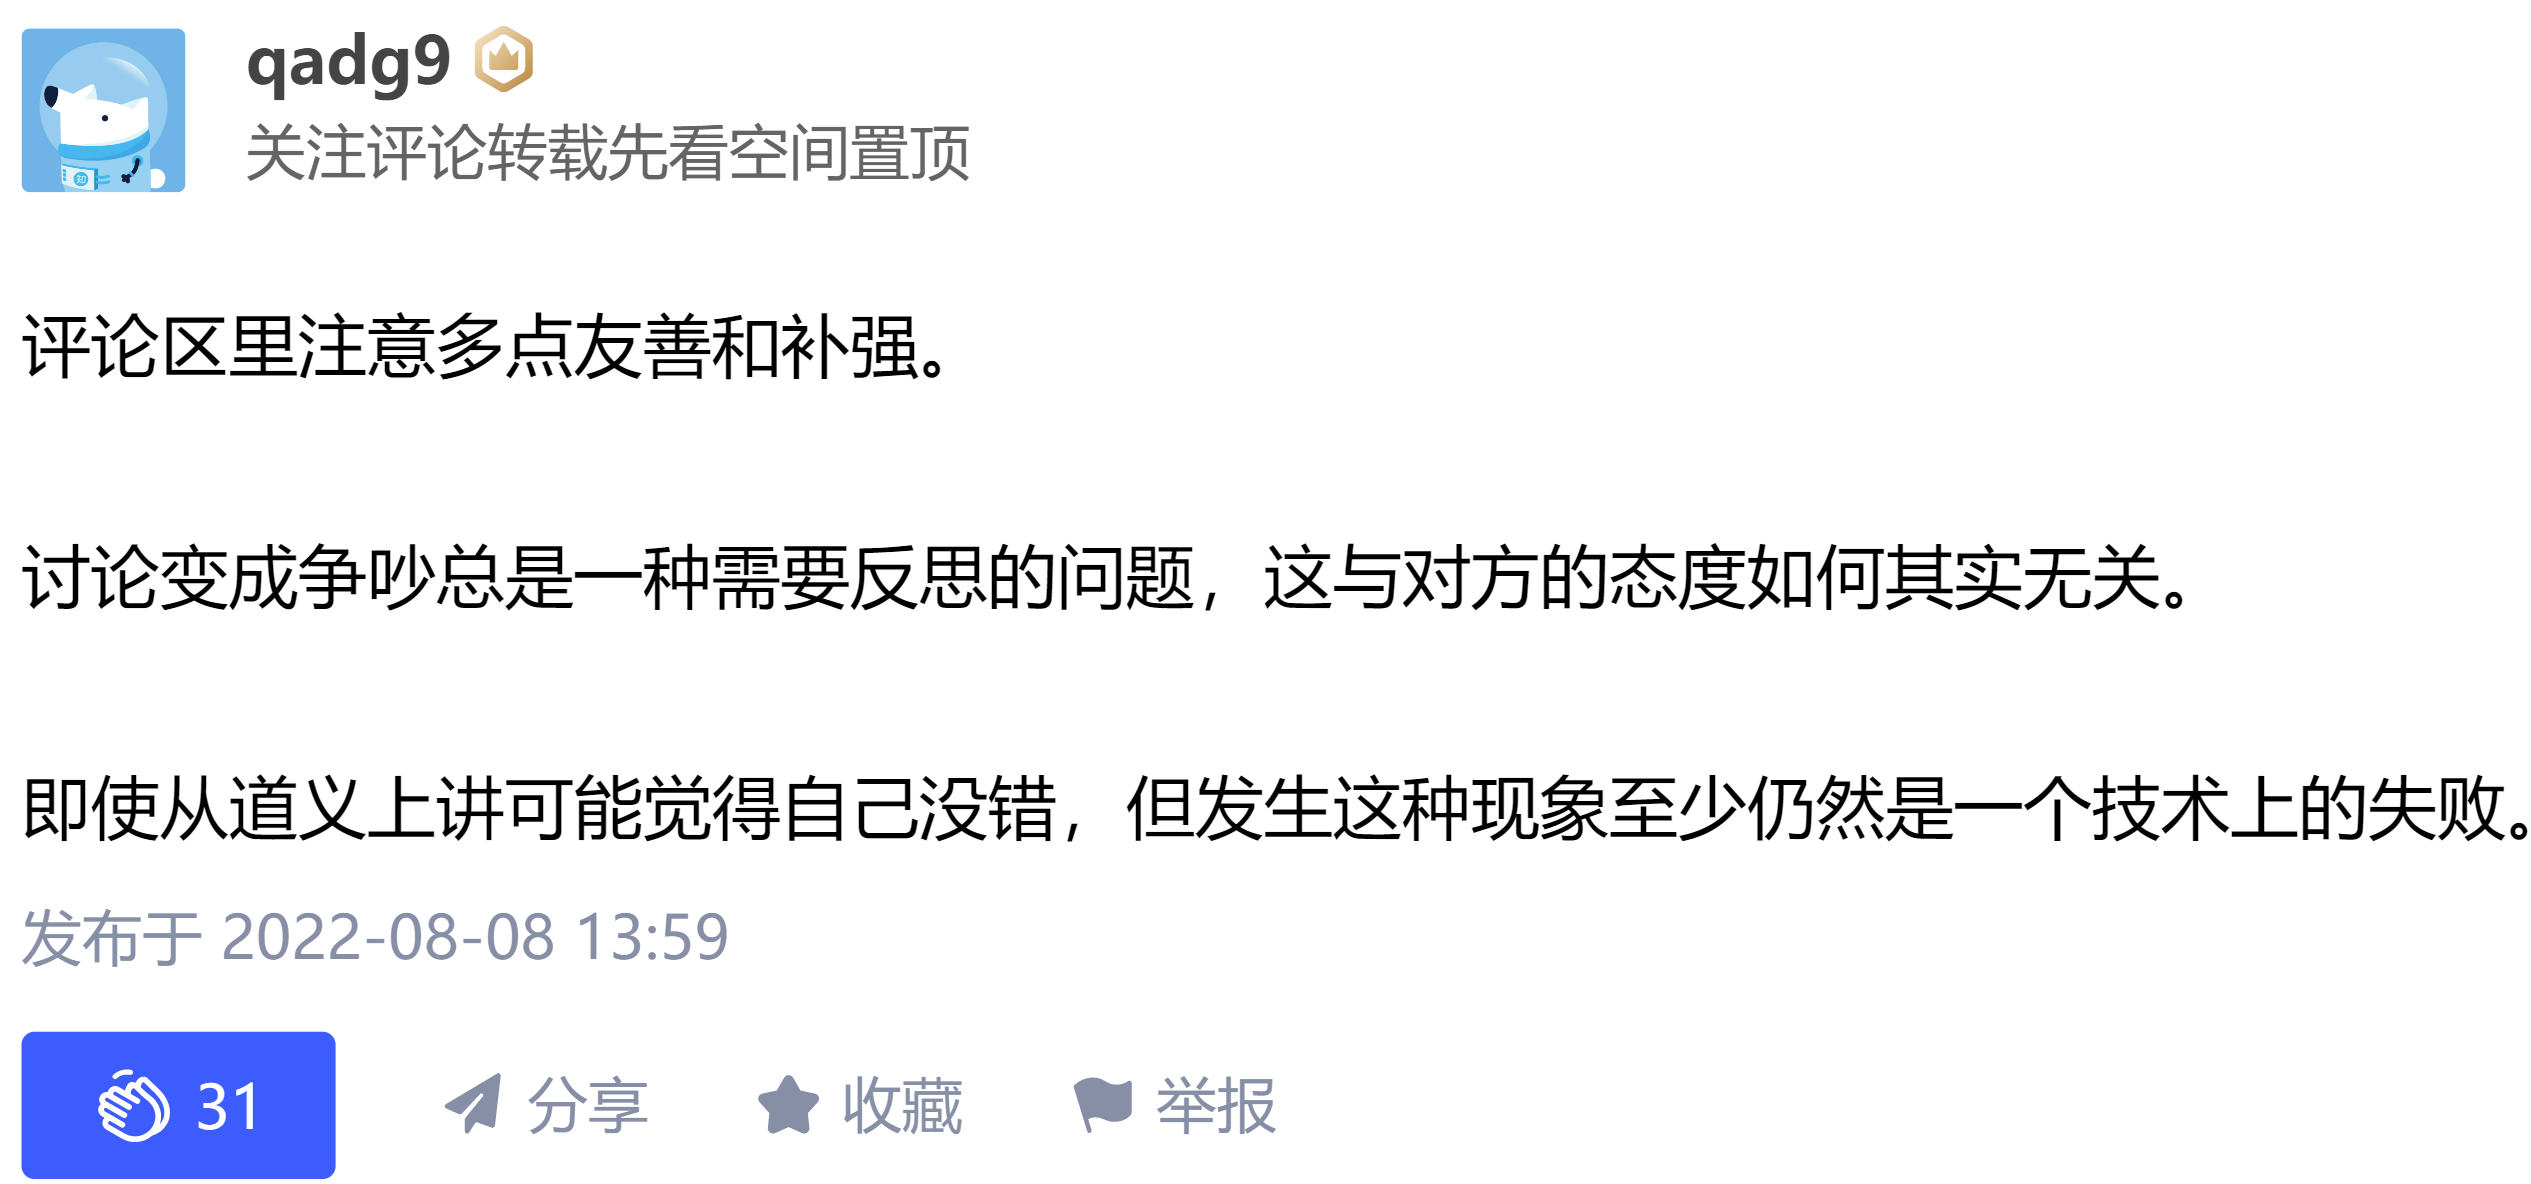 qadg9
关注评论转载先看空间置顶
评论区里注意多点友善和补强。
讨论变成争吵总是一种需要反思的问题，这与对方的态度如何其实无关。
即使从道义上讲可能觉得自己没错，但发生这种现象至少仍然是一个技术上的失败。
发布于 2022-08-08 13:59
31 分享 收藏 举报